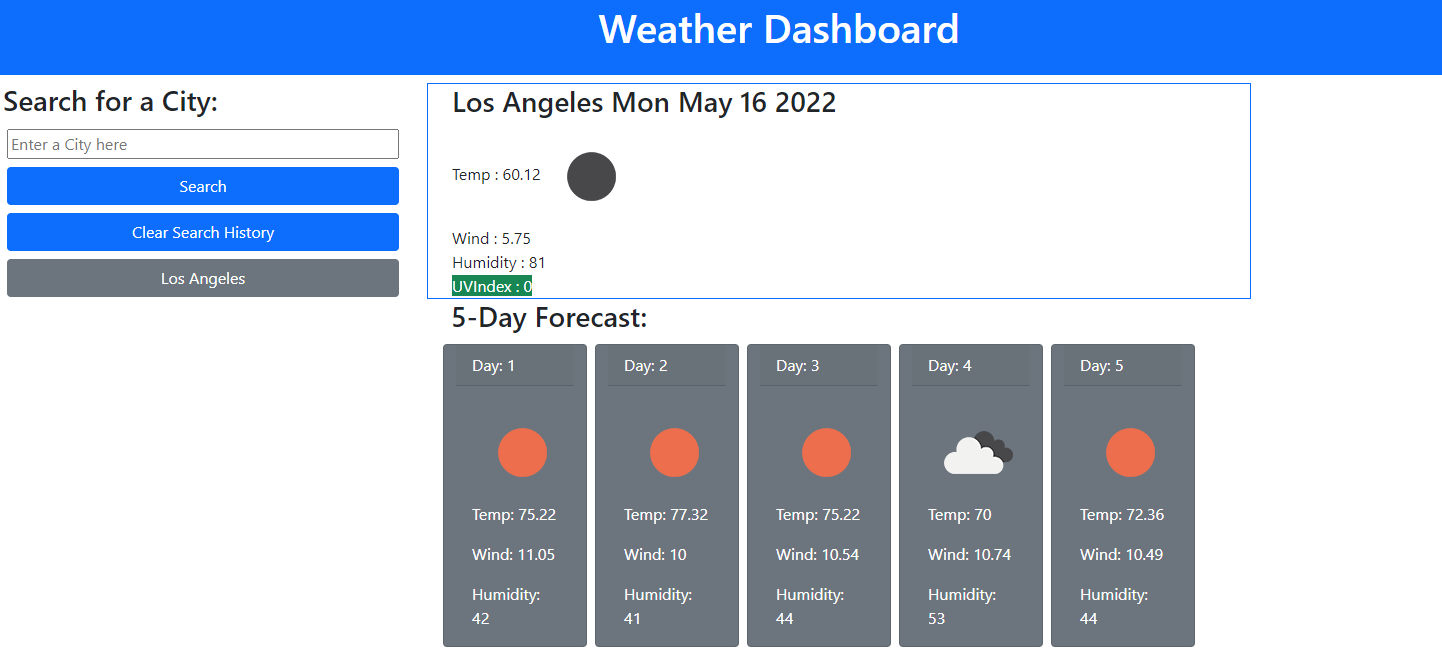 Weather Dashboard
Search for a City:
Enter a City here
Search
Clear Search History
Los Angeles
Los Angeles Mon May 16 2022
Temp : 60.12
Wind : 5.75
Humidity : 81
UVIndex : 0
5-Day Forecast:
Day: 1
Temp: 75.22
Wind: 11.05
Humidity:
42
Day: 2
Temp: 77.32
Wind: 10
Humidity:
41
Day: 3
Temp: 75.22
Wind: 10.54
Humidity:
44
Day: 4
Temp: 70
Wind: 10.74
Humidity:
53
Day: 5
Temp: 72.36
Wind: 10.49
Humidity:
44